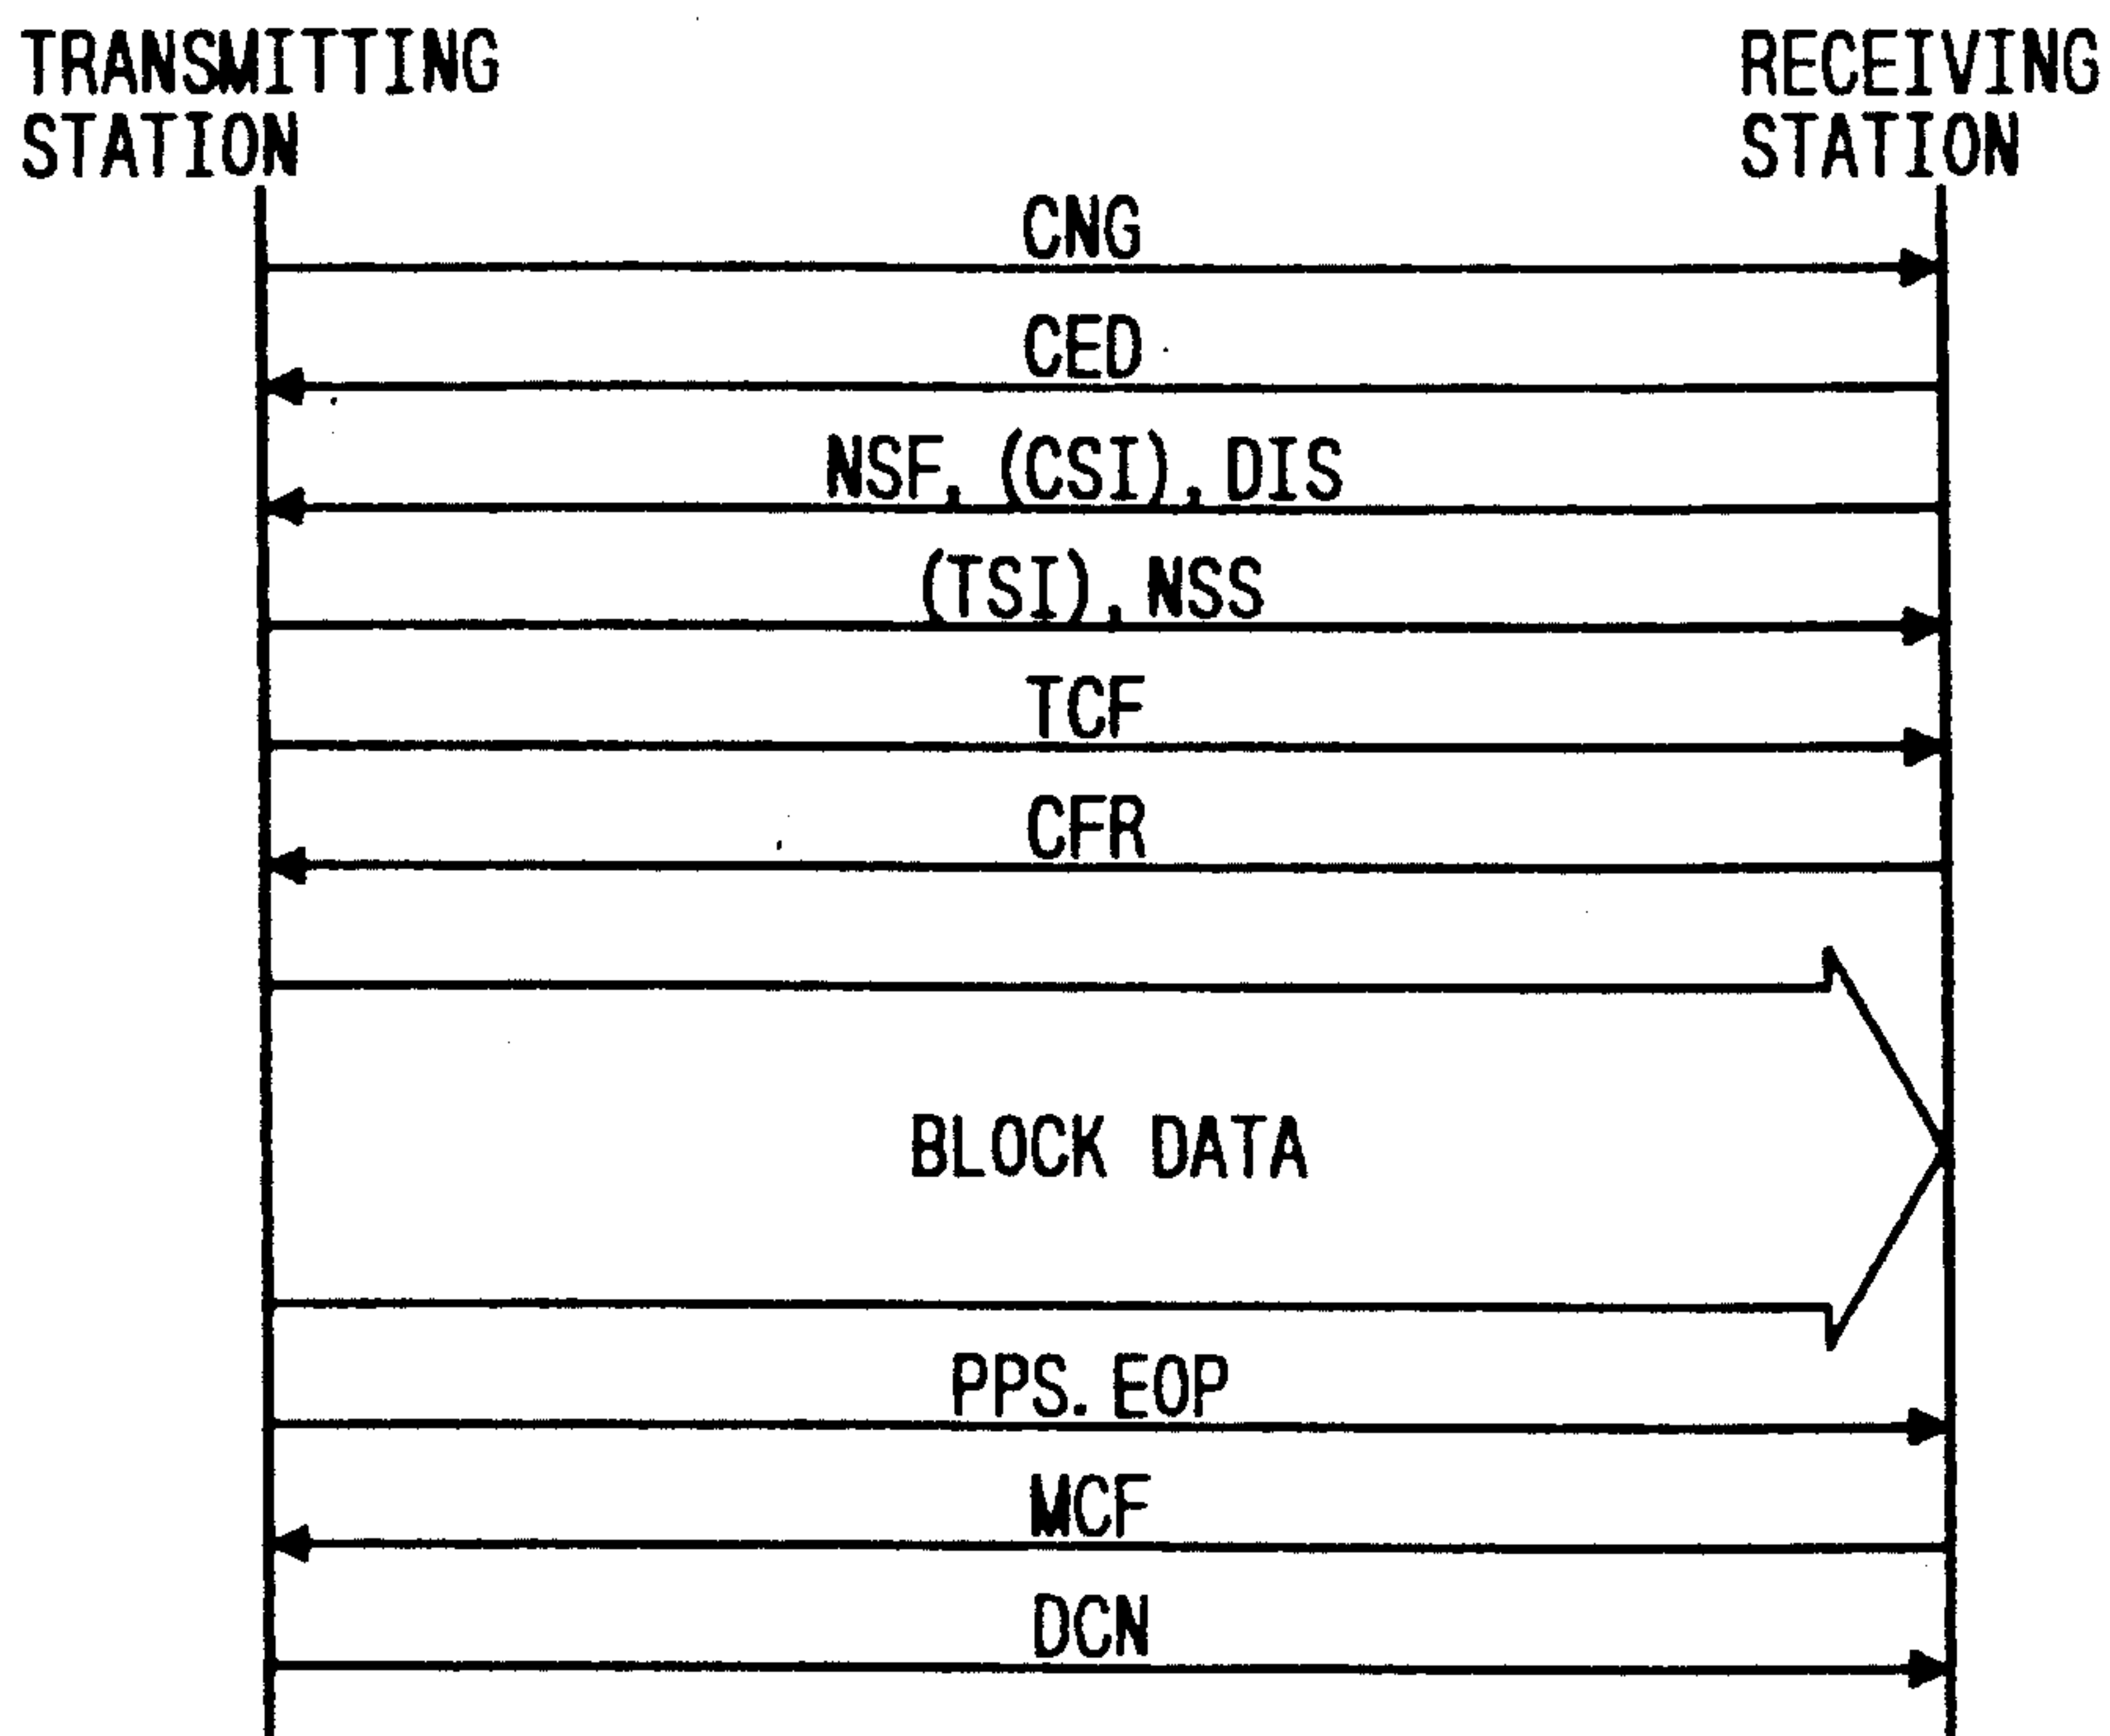 TRANSMITTING
STATION
RECEIVING
STATION
CNG
CED
NSF, (CSI), DIS
(TSI), NSS
TCF
CFR
BLOCK DATA
PPS. EOP
MCF
DCN